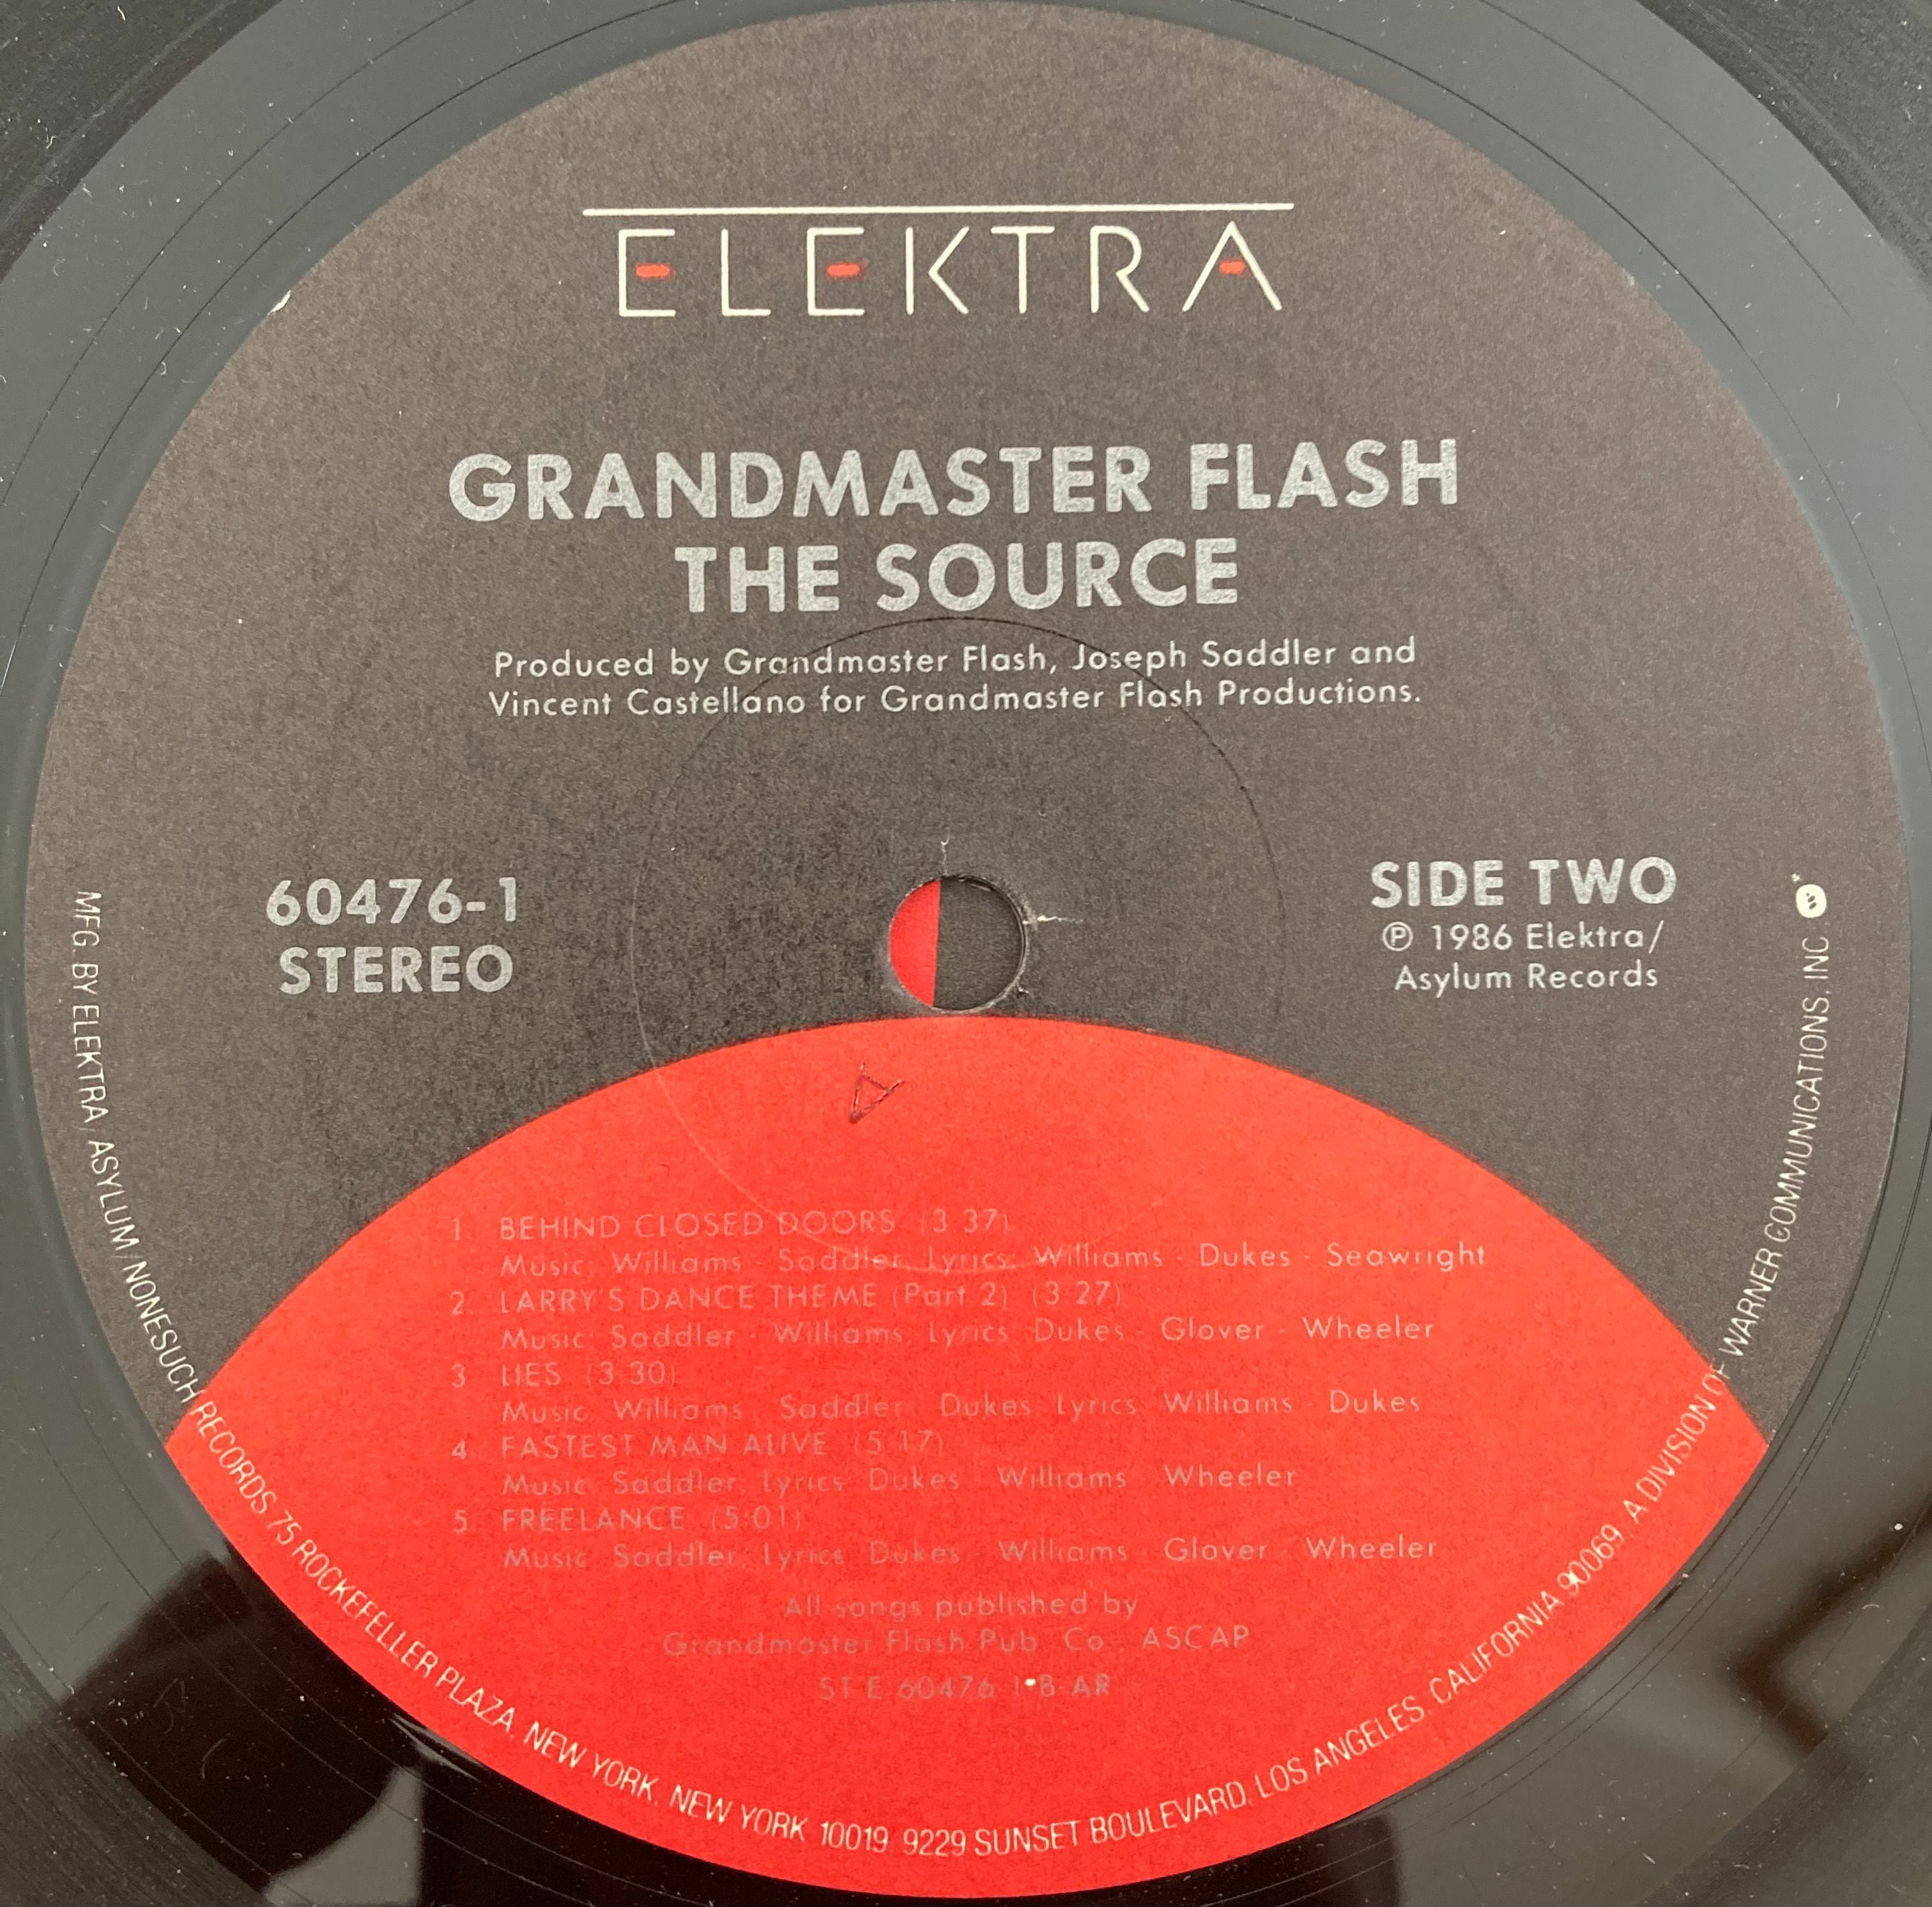 ELEKTRA
GRANDMASTER FLASH
THE SOURCE
Produced by Grandmaster Flash, Joseph Saddler and
Vincent Castellano for Grandmaster Flash Productions.
60476-1
STEREO
SIDE TWO
℗ 1986 Elektra/
Asylum Records
1. BEHIND CLOSED DOORS (3:37)
Music: Williams - Saddler, Lyrics: Williams - Dukes - Seawright
2. LARRY'S DANCE THEME (Part 2) (3:27)
Music: Saddler - Williams, Lyrics: Dukes - Glover - Wheeler
3. LIES (3:30)
Music: Williams - Saddler - Dukes, Lyrics: Williams - Dukes
4. FASTEST MAN ALIVE (5:17)
Music: Saddler, Lyrics: Dukes - Williams - Wheeler
5. FREELANCE (5:01)
Music: Saddler, Lyrics: Dukes - Williams - Glover - Wheeler
All songs published by
Grandmaster Flash Pub. Co., ASCAP
ST E 60476 1 B AR
MFG. BY ELEKTRA/ASYLUM/NONESUCH RECORDS, 75 ROCKEFELLER PLAZA, NEW YORK, NEW YORK 10019 9229 SUNSET BOULEVARD, LOS ANGELES, CALIFORNIA 90069. A DIVISION OF WARNER COMMUNICATIONS, INC.